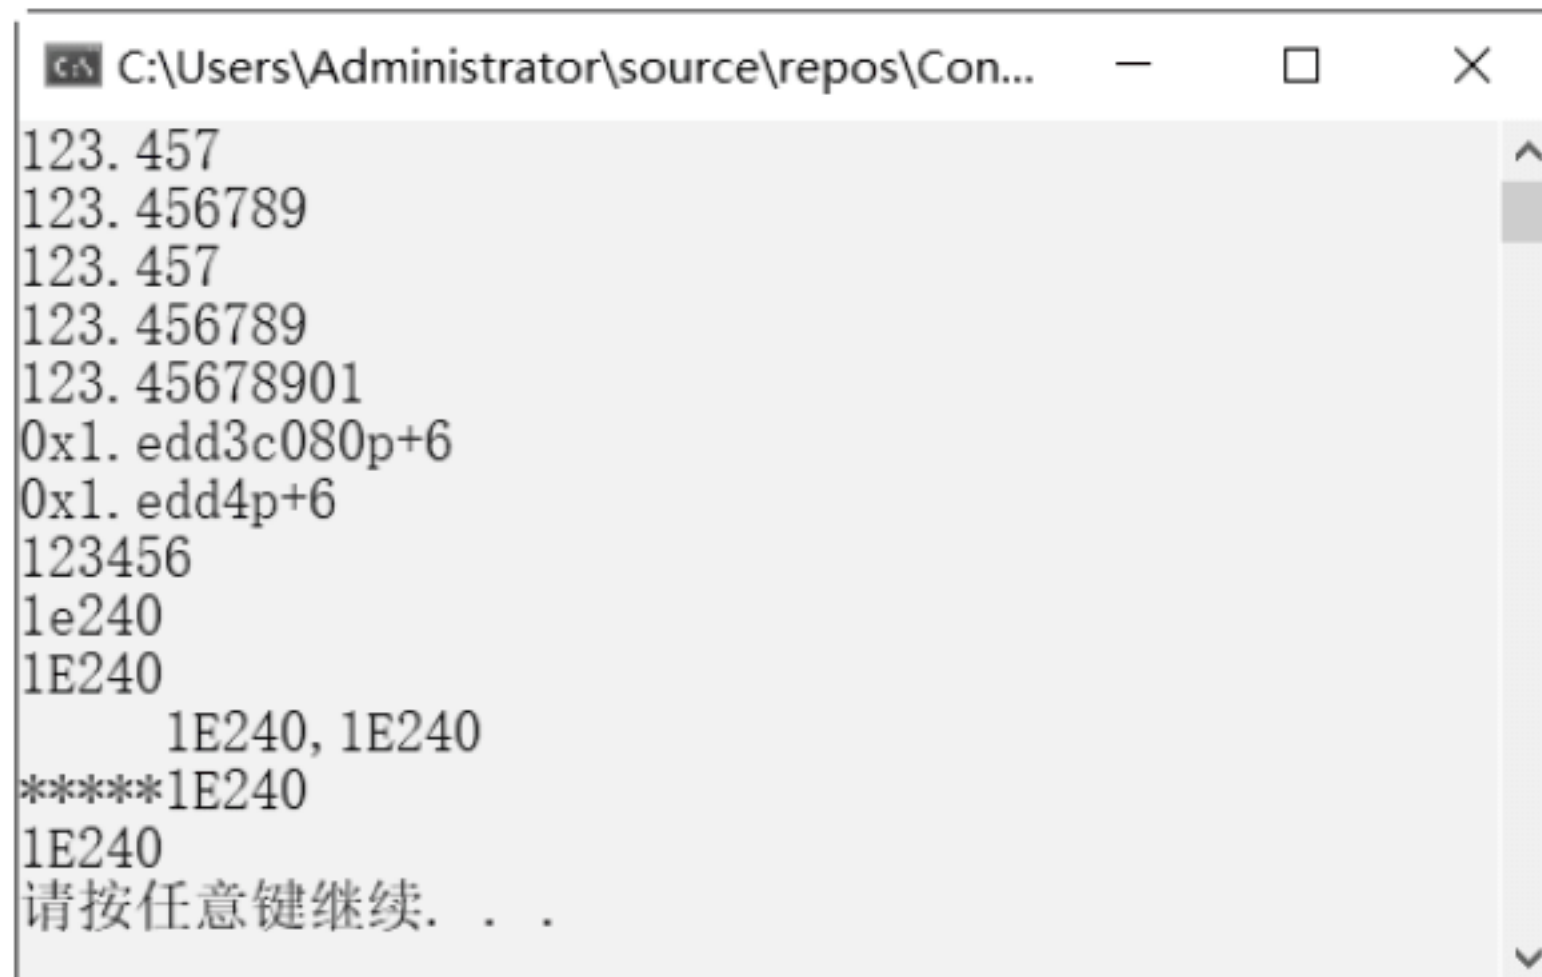 C:\Users\Administrator\source\repos\Con...
123.457
123.456789
123.457
123.456789
123.45678901
0x1.edd3c080p+6
0x1.edd4p+6
123456
1e240
1E240
     1E240,1E240
*****1E240
1E240
请按任意键继续. . .